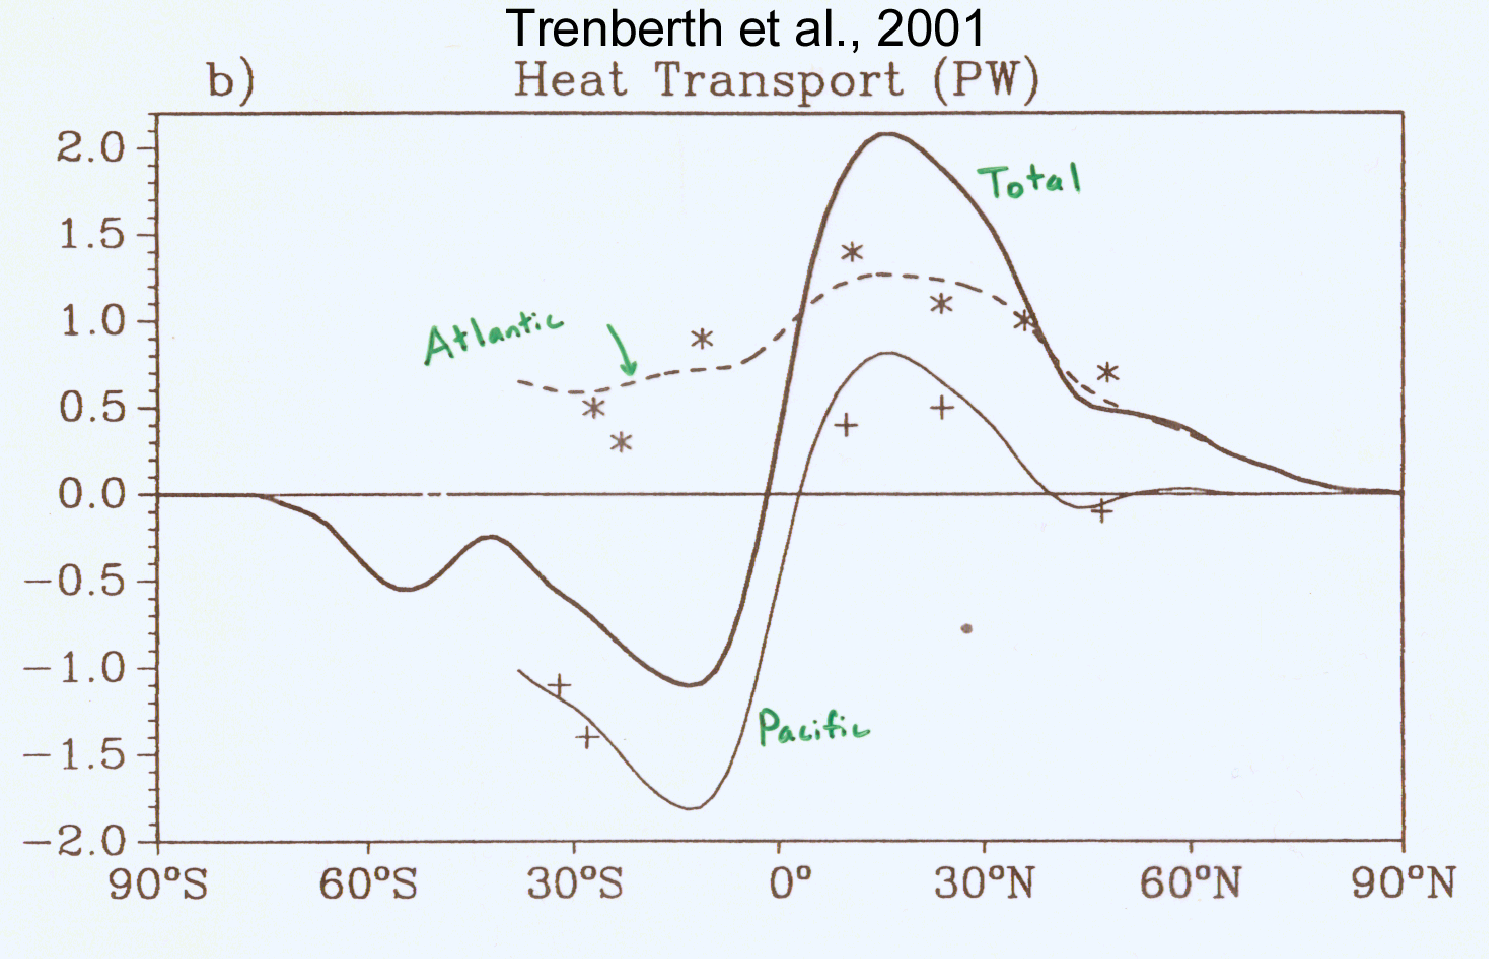 Trenberth et al., 2001
b) Heat Transport (PW)
2.0
Total
1.5
Atlantic
1.0
0.5
0.0
−0.5
−1.0
Pacific
−1.5
−2.0
90°S 60°S 30°S 0° 30°N 60°N 90°N